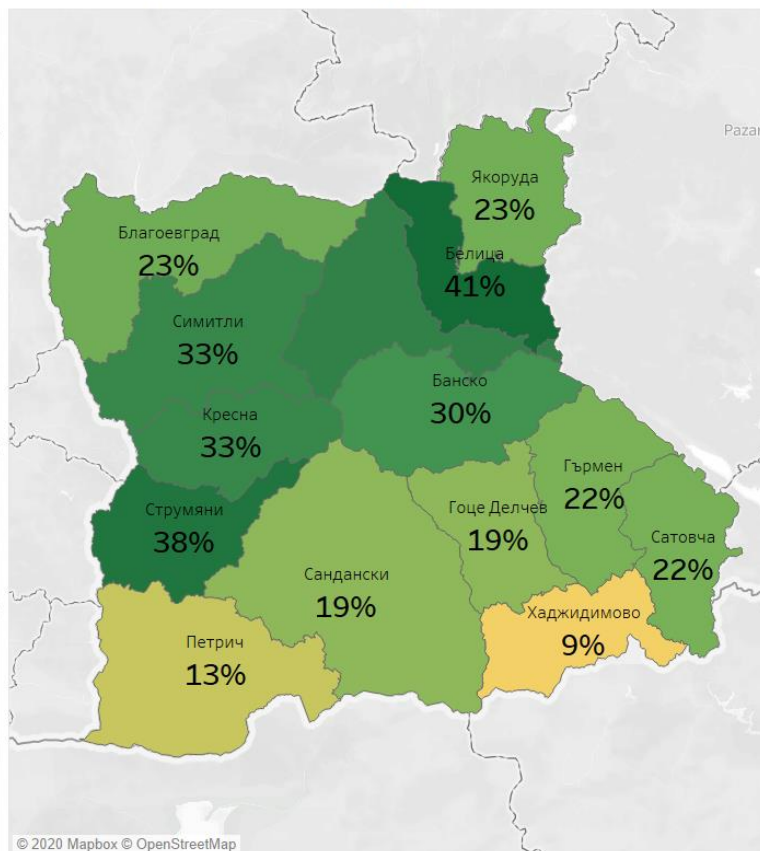 Pazar
Якоруда
23%
Благоевград
23%
Белица
41%
Симитли
33%
Банско
30%
Кресна
33%
Гърмен
22%
Гоце Делчев
19%
Струмяни
38%
Сатовча
22%
Сандански
19%
Хаджидимово
9%
Петрич
13%
© 2020 Mapbox © OpenStreetMap